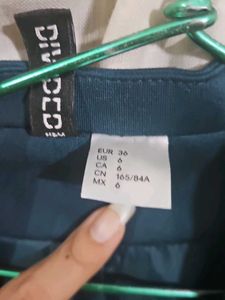 DIVIDED
EUR 36
US 6
CA 6
CN 165/84A
MX 6